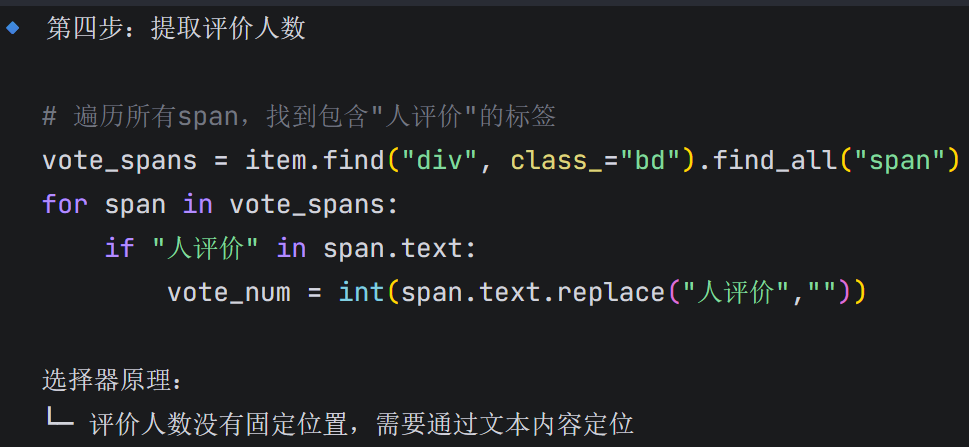 第四步：提取评价人数
# 遍历所有span，找到包含"人评价"的标签
vote_spans = item.find("div", class_="bd").find_all("span")
for span in vote_spans:
    if "人评价" in span.text:
        vote_num = int(span.text.replace("人评价",""))
选择器原理：
└─ 评价人数没有固定位置，需要通过文本内容定位